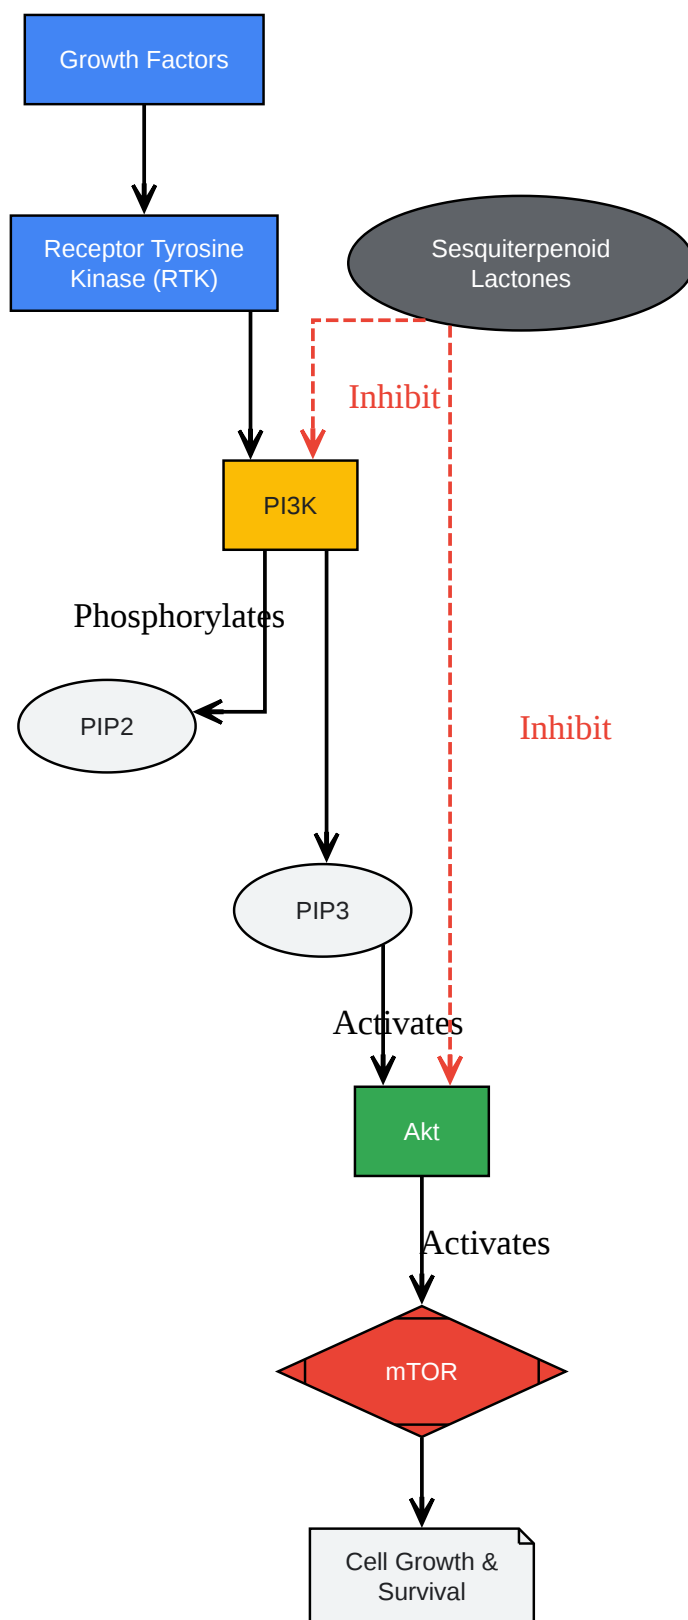 Growth Factors
Receptor Tyrosine
Kinase (RTK)
Sesquiterpenoid
Lactones
Inhibit
PI3K
Phosphorylates
PIP2
Inhibit
PIP3
Activates
Akt
Activates
mTOR
Cell Growth &
Survival